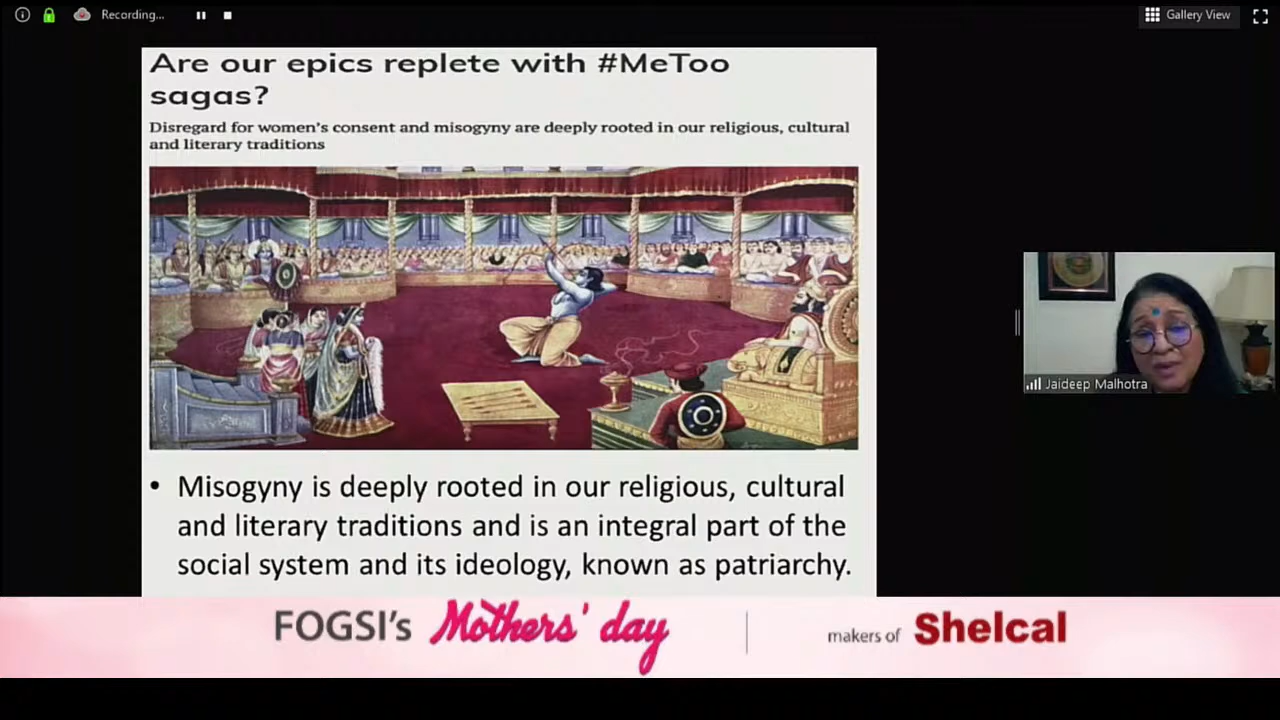 Recording...
Gallery View
Are our epics replete with #MeToo
sagas?
Disregard for women's consent and misogyny are deeply rooted in our religious, cultural
and literary traditions
Jaideep Malhotra
• Misogyny is deeply rooted in our religious, cultural
and literary traditions and is an integral part of the
social system and its ideology, known as patriarchy.
FOGSI's Mothers' day
makers of Shelcal